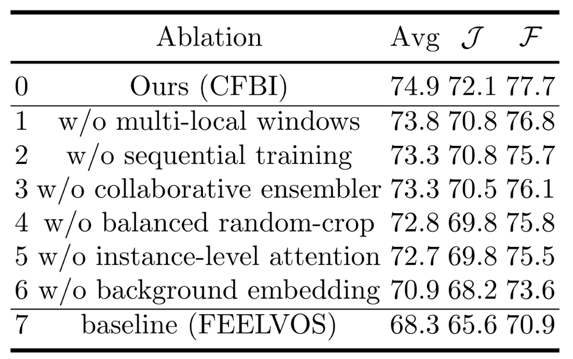 Ablation Avg 𝒥 ℱ
0 Ours (CFBI) 74.9 72.1 77.7
1 w/o multi-local windows 73.8 70.8 76.8
2 w/o sequential training 73.3 70.8 75.7
3 w/o collaborative ensembler 73.3 70.5 76.1
4 w/o balanced random-crop 72.8 69.8 75.8
5 w/o instance-level attention 72.7 69.8 75.5
6 w/o background embedding 70.9 68.2 73.6
7 baseline (FEELVOS) 68.3 65.6 70.9